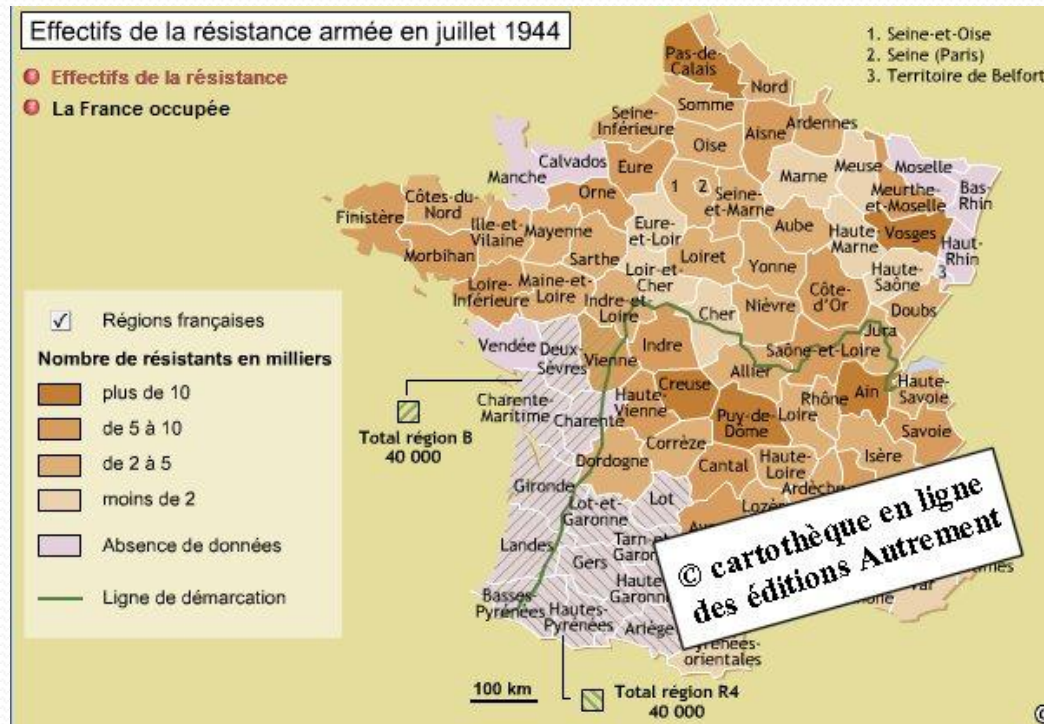 Effectifs de la résistance armée en juillet 1944
Effectifs de la résistance
La France occupée
1. Seine-et-Oise
2. Seine (Paris)
3. Territoire de Belfort
Pas-de-
Calais
Nord
Somme
Seine-
Inférieure
Aisne
Ardennes
Oise
Manche
Calvados
Eure
Orne
1
2
Seine-
et-Marne
Marne
Meuse
Moselle
Meurthe-
et-Moselle
Bas-
Rhin
Vosges
Haut-
Rhin
3
Finistère
Côtes-du-
Nord
Morbihan
Ille-et-
Vilaine
Mayenne
Sarthe
Eure-
et-Loir
Loiret
Aube
Haute-
Marne
Haute-
Saône
Yonne
Loir-et-
Cher
Loire-
Inférieure
Maine-et-
Loire
Indre-et-
Loire
Cher
Nièvre
Côte-
d'Or
Doubs
Jura
Vendée
Deux-
Sèvres
Vienne
Indre
Allier
Saône-et-Loire
Creuse
Haute-
Vienne
Puy-de-
Dôme
Loire
Rhône
Ain
Haute-
Savoie
Savoie
Isère
Charente-
Maritime
Charente
Corrèze
Dordogne
Cantal
Haute-
Loire
Ardèche
Gironde
Lot-et-
Garonne
Lot
Landes
Tarn-et-
Garonne
Gers
Haute-
Garonne
Basses-
Pyrénées
Hautes-
Pyrénées
Ariège
Pyrénées-
orientales
Var
Régions françaises
Nombre de résistants en milliers
plus de 10
de 5 à 10
de 2 à 5
moins de 2
Absence de données
Ligne de démarcation
Total région B
40 000
100 km
Total région R4
40 000
© cartothèque en ligne
des éditions Autrement
©